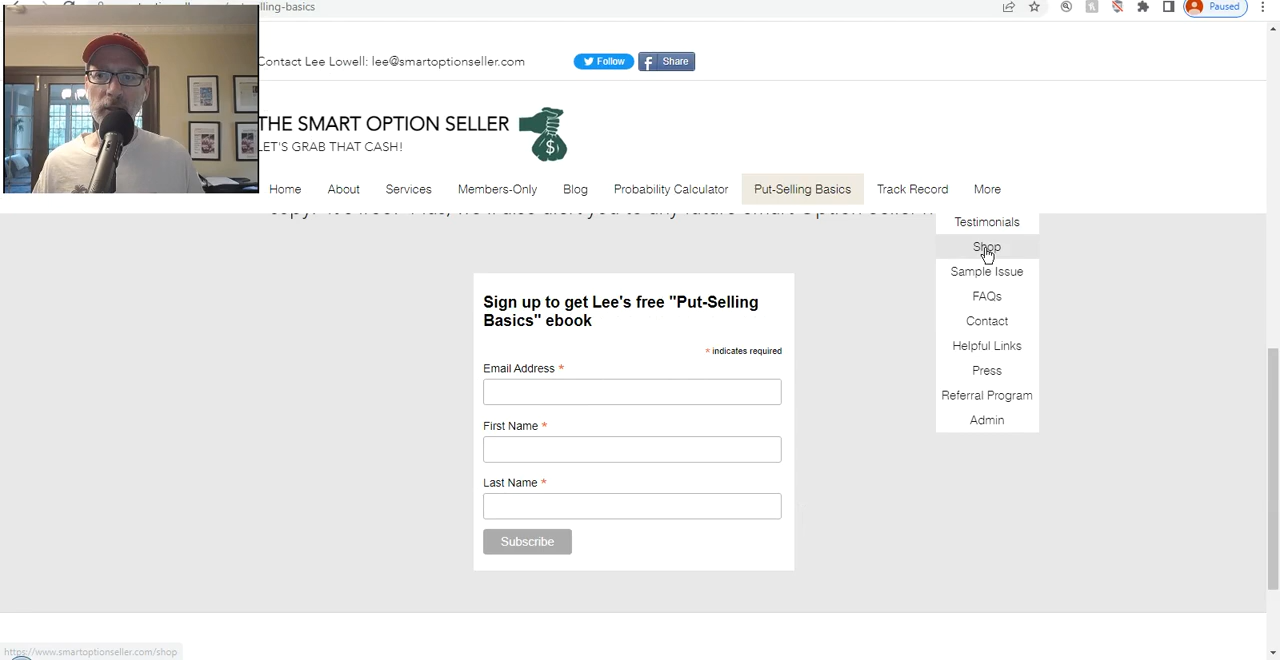 lling-basics
Paused
Contact Lee Lowell: lee@smartoptionseller.com
Follow
Share
THE SMART OPTION SELLER
$
LET'S GRAB THAT CASH!
Home About Services Members-Only Blog Probability Calculator Put-Selling Basics Track Record More
Testimonials
Shop
Sample Issue
FAQs
Contact
Helpful Links
Press
Referral Program
Admin
Sign up to get Lee's free "Put-Selling
Basics" ebook
* indicates required
Email Address *
First Name *
Last Name *
Subscribe
https://www.smartoptionseller.com/shop